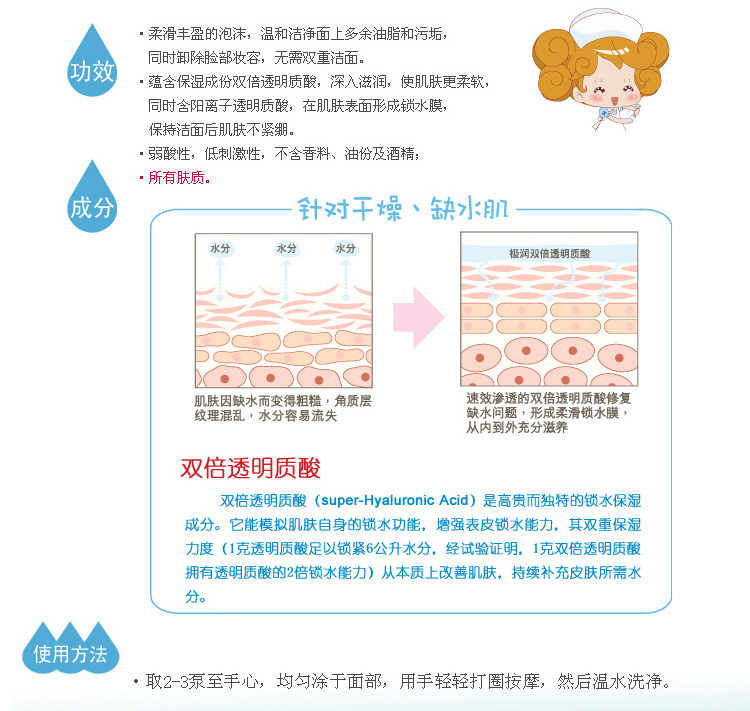 功效
·柔滑丰盈的泡沫，温和洁净面上多余油脂和污垢，
同时卸除脸部妆容，无需双重洁面。
·蕴含保湿成份双倍透明质酸，深入滋润，使肌肤更柔软，
同时含阳离子透明质酸，在肌肤表面形成锁水膜，
保持洁面后肌肤不紧绷。
·弱酸性，低刺激性，不含香料、油份及酒精；
·所有肤质。
成分
针对干燥、缺水肌
水分 水分 水分
肌肤因缺水而变得粗糙，角质层
纹理混乱，水分容易流失
极润双倍透明质酸
速效渗透的双倍透明质酸修复
缺水问题，形成柔滑锁水膜，
从内到外充分滋养
双倍透明质酸
双倍透明质酸（super-Hyaluronic Acid）是高贵而独特的锁水保湿
成分。它能模拟肌肤自身的锁水功能，增强表皮锁水能力，其双重保湿
力度（1克透明质酸足以锁紧6公升水分，经试验证明，1克双倍透明质酸
拥有透明质酸的2倍锁水能力）从本质上改善肌肤，持续补充皮肤所需水
分。
使用方法
·取2-3泵至手心，均匀涂于面部，用手轻轻打圈按摩，然后温水洗净。